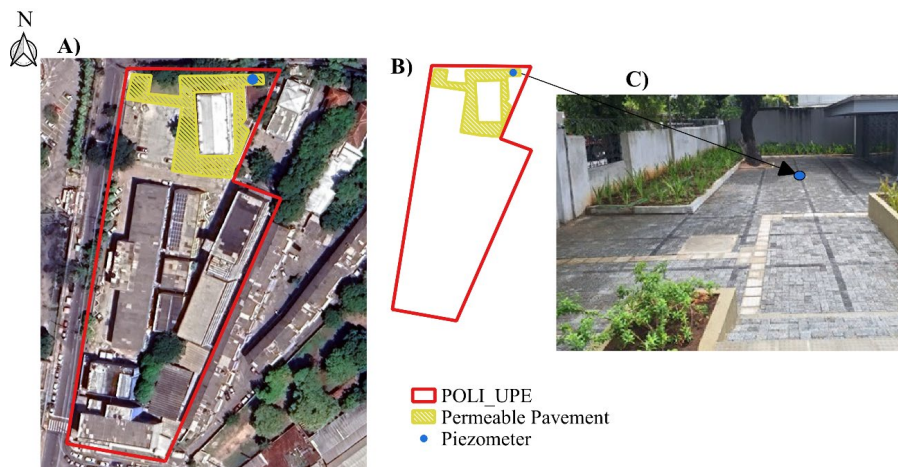 N
A)
B)
C)
POLI_UPE
Permeable Pavement
Piezometer